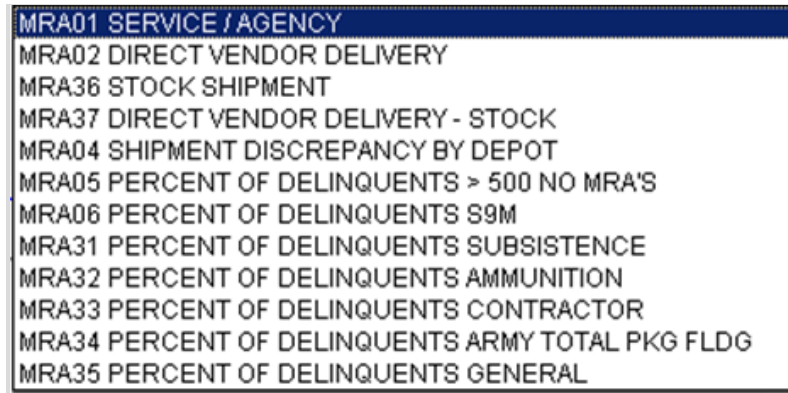 MRA01 SERVICE / AGENCY
MRA02 DIRECT VENDOR DELIVERY
MRA36 STOCK SHIPMENT
MRA37 DIRECT VENDOR DELIVERY - STOCK
MRA04 SHIPMENT DISCREPANCY BY DEPOT
MRA05 PERCENT OF DELINQUENTS > 500 NO MRA'S
MRA06 PERCENT OF DELINQUENTS S9M
MRA31 PERCENT OF DELINQUENTS SUBSISTENCE
MRA32 PERCENT OF DELINQUENTS AMMUNITION
MRA33 PERCENT OF DELINQUENTS CONTRACTOR
MRA34 PERCENT OF DELINQUENTS ARMY TOTAL PKG FLDG
MRA35 PERCENT OF DELINQUENTS GENERAL